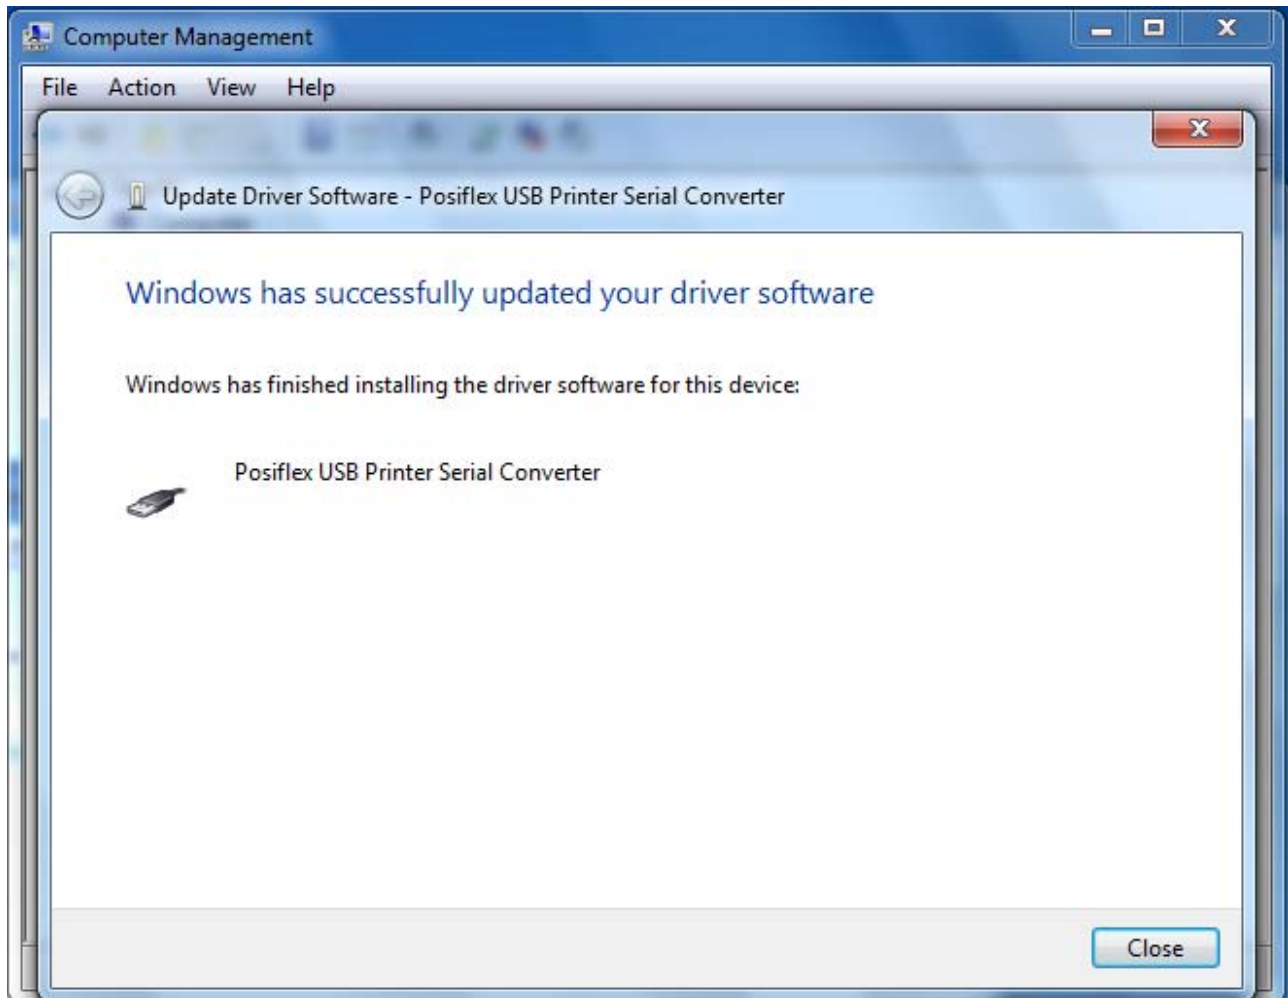 Computer Management
File Action View Help
Update Driver Software - Posiflex USB Printer Serial Converter
Windows has successfully updated your driver software
Windows has finished installing the driver software for this device:
Posiflex USB Printer Serial Converter
Close